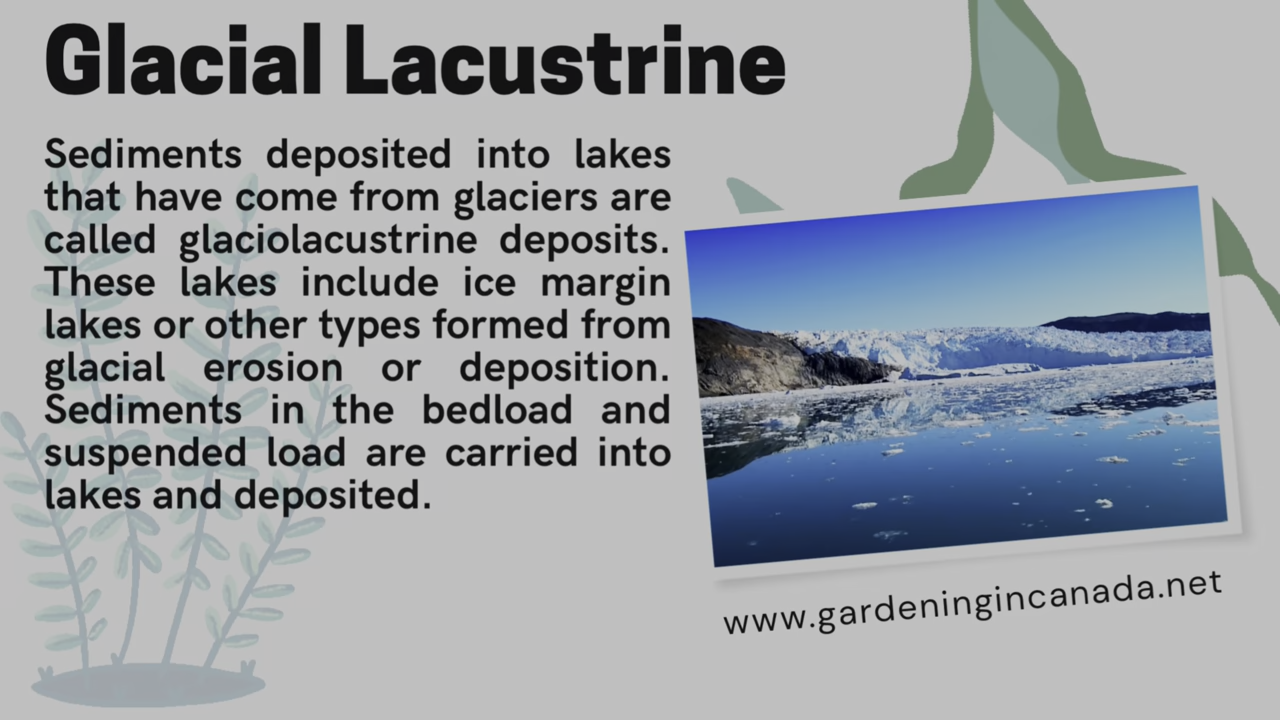 Glacial Lacustrine
Sediments deposited into lakes
that have come from glaciers are
called glaciolacustrine deposits.
These lakes include ice margin
lakes or other types formed from
glacial erosion or deposition.
Sediments in the bedload and
suspended load are carried into
lakes and deposited.
www.gardeningincanada.net